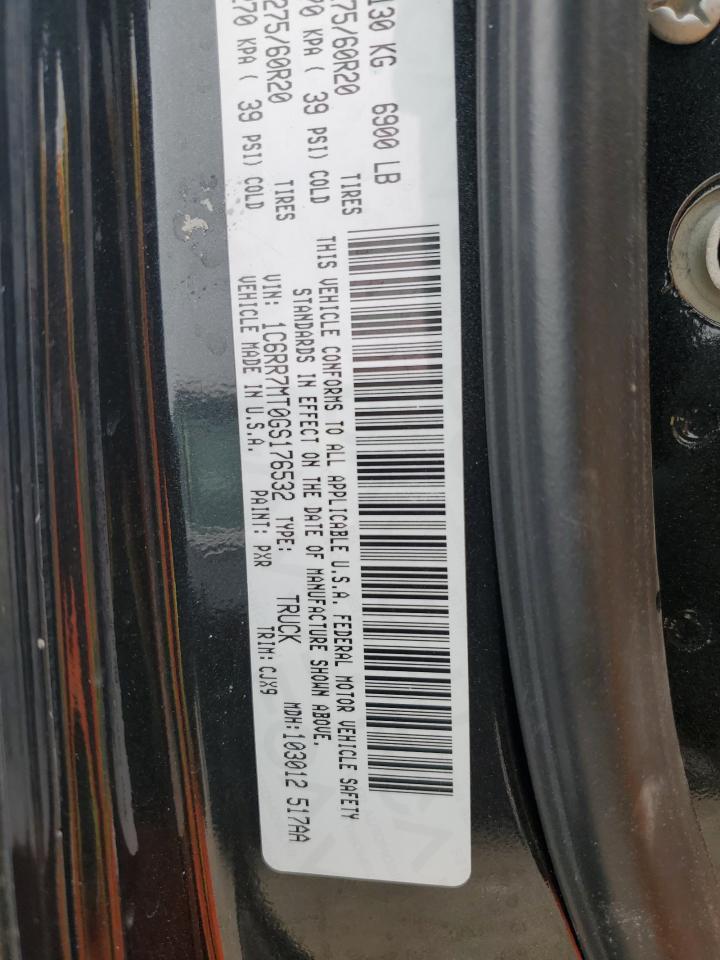 130 KG 6900 LB
275/60R20 TIRES
270 KPA ( 39 PSI) COLD
275/60R20 TIRES
270 KPA ( 39 PSI) COLD
THIS VEHICLE CONFORMS TO ALL APPLICABLE U.S.A. FEDERAL MOTOR VEHICLE SAFETY
STANDARDS IN EFFECT ON THE DATE OF MANUFACTURE SHOWN ABOVE.
VIN: 1C6RR7MT0GS176532 TYPE: TRUCK MDH:103012 517AA
VEHICLE MADE IN U.S.A. PAINT: PXR TRIM: CJX9